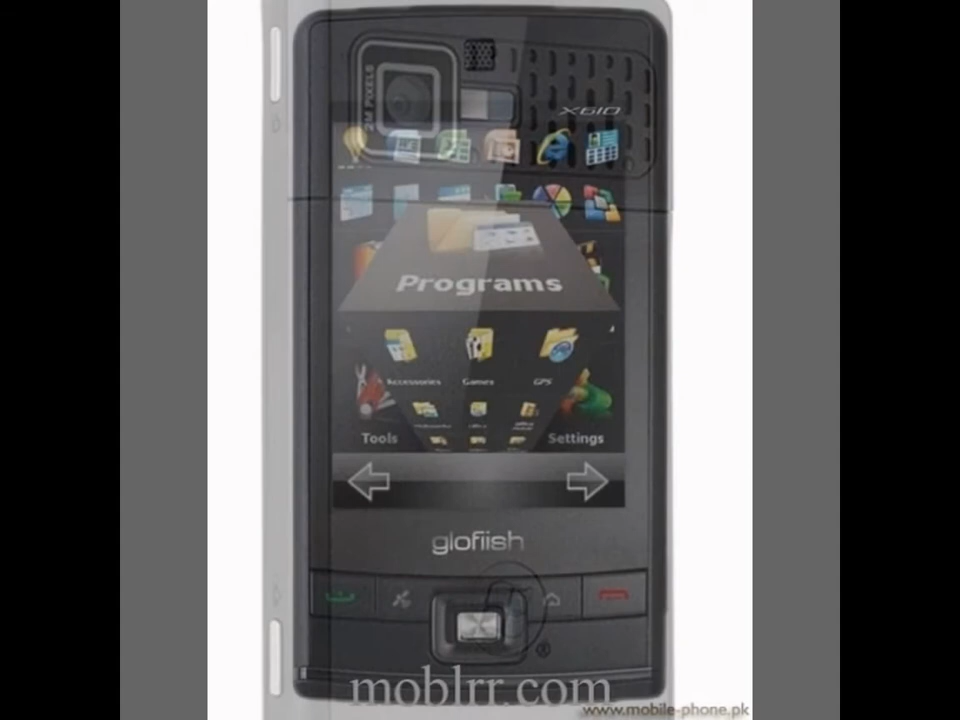 2M PIXELS
X610
Programs
Accessories Games GPS
Tools Settings
glofiish
moblrr.com
www.mobile-phone.pk